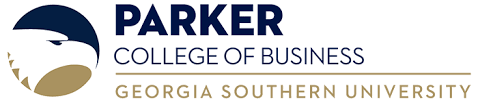 PARKER
COLLEGE OF BUSINESS
GEORGIA SOUTHERN UNIVERSITY